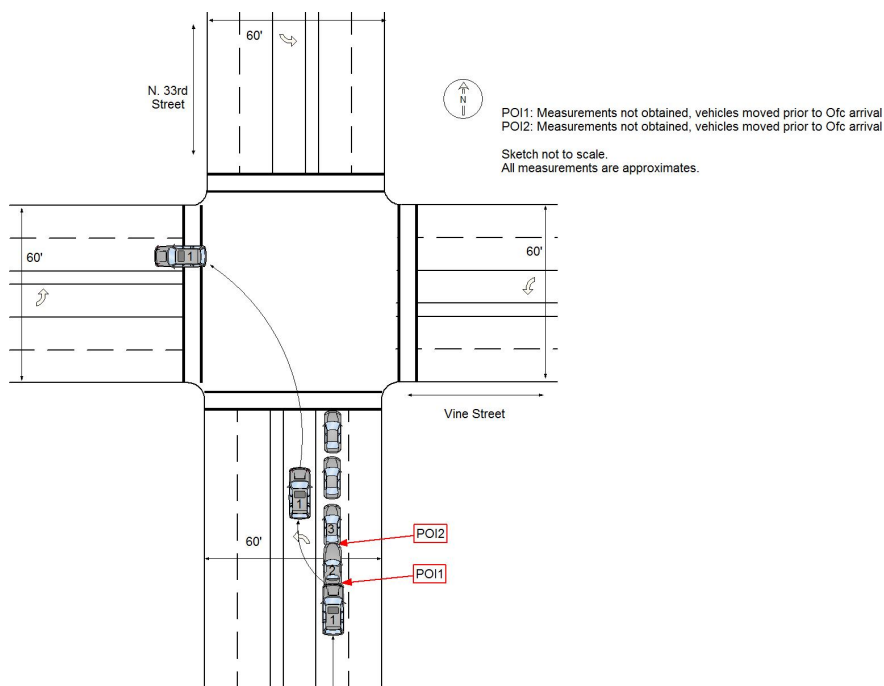 60'
N. 33rd
Street
N
POI1: Measurements not obtained, vehicles moved prior to Ofc arrival
POI2: Measurements not obtained, vehicles moved prior to Ofc arrival
Sketch not to scale.
All measurements are approximates.
1
60'
60'
Vine Street
1
3
POI2
60'
2
POI1
1